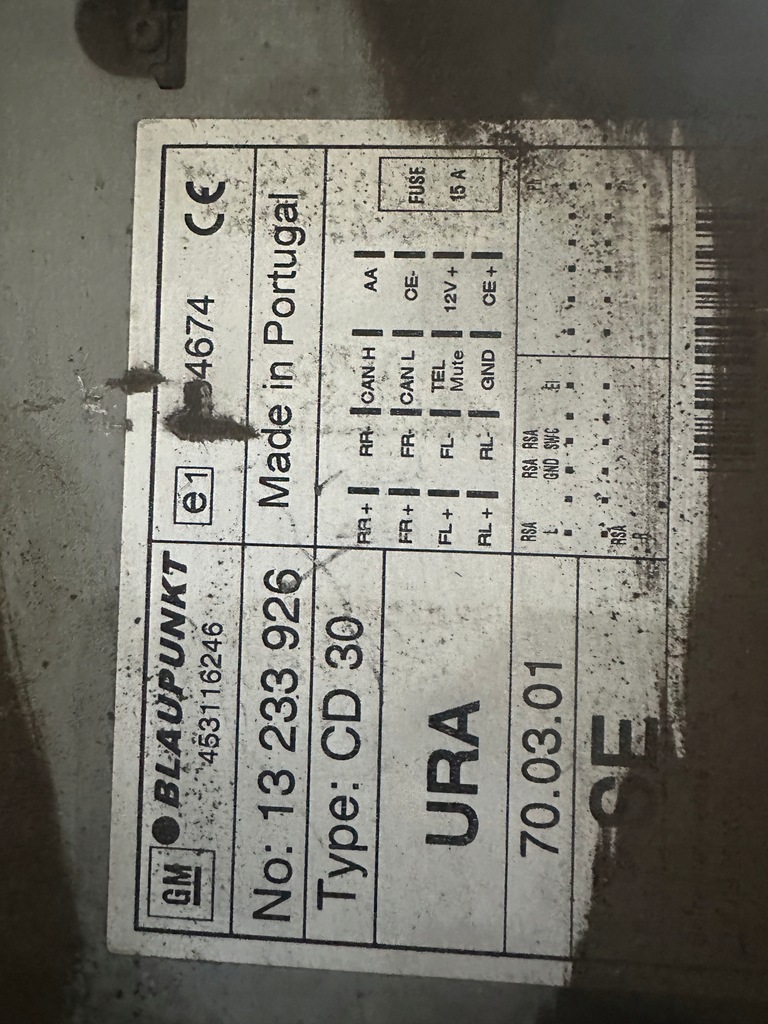 GM BLAUPUNKT
453116246
e1 4674 CE
No: 13 233 926
Made in Portugal
Type: CD 30
URA
70.03.01
RR+ RR- CAN H AA
FR+ FR- CAN L CE-
FL+ FL- TEL Mute 12V+
RL+ RL- GND CE+
FUSE
15 A
RSA L
RSA GND
RSA SWC
RSA R